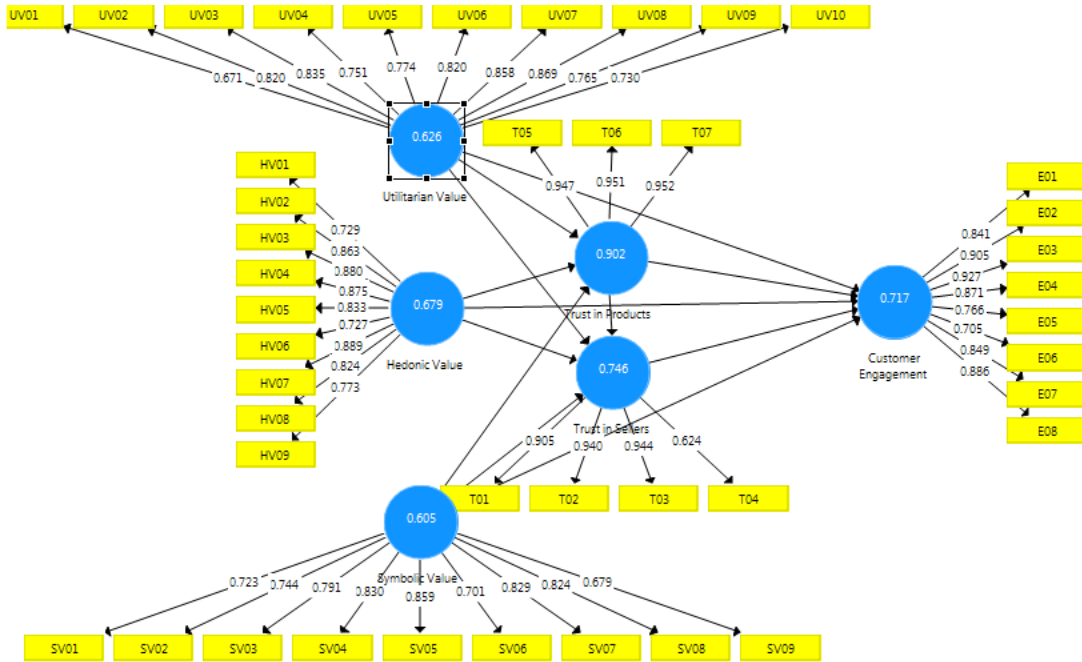 UV01 UV02 UV03 UV04 UV05 UV06 UV07 UV08 UV09 UV10
0.671 0.820 0.835 0.751 0.774 0.820 0.858 0.869 0.765 0.730
0.626
Utilitarian Value
T05 T06 T07
0.947 0.951 0.952
0.902
Trust in Products
HV01
HV02
HV03
HV04
HV05
HV06
HV07
HV08
HV09
0.729
0.863
0.880
0.875
0.833
0.727
0.889
0.824
0.773
0.679
Hedonic Value
0.746
Trust in Sellers
0.905 0.940 0.944 0.624
T01 T02 T03 T04
0.717
Customer
Engagement
0.841
0.905
0.927
0.871
0.766
0.705
0.849
0.886
E01
E02
E03
E04
E05
E06
E07
E08
0.605
Symbolic Value
0.723 0.744 0.791 0.830 0.859 0.701 0.829 0.824 0.679
SV01 SV02 SV03 SV04 SV05 SV06 SV07 SV08 SV09